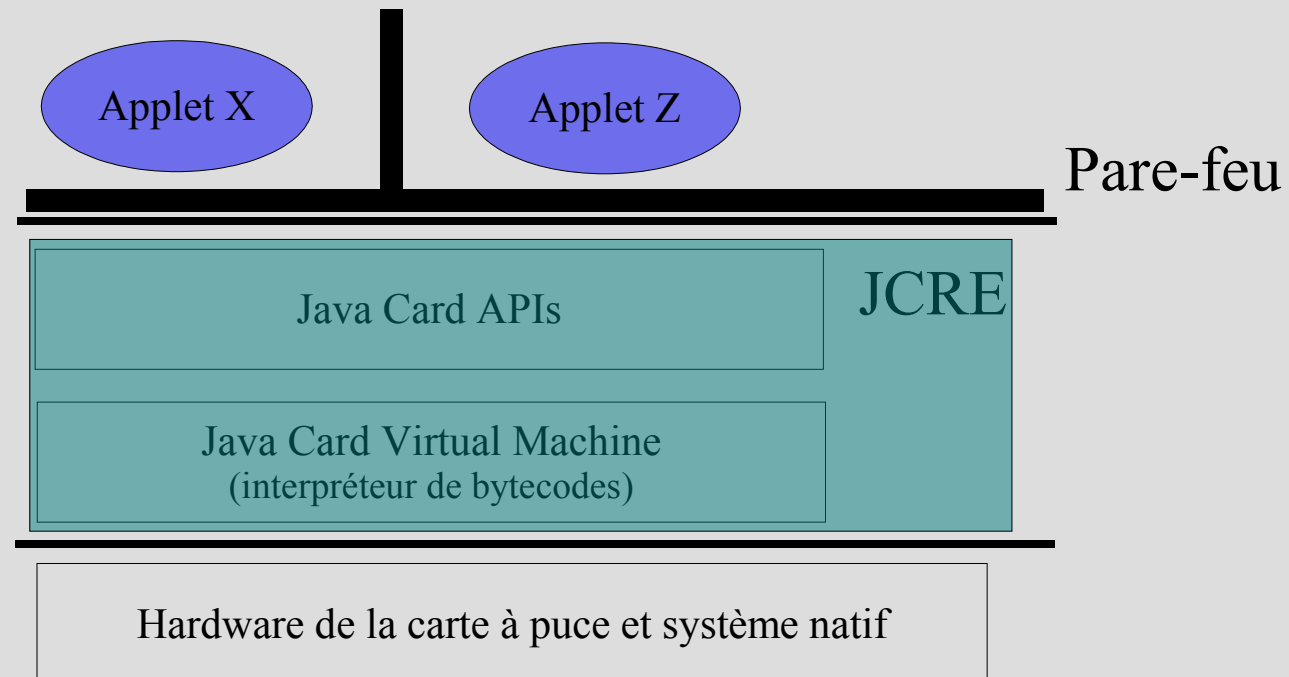 Applet X
Applet Z
Pare-feu
Java Card APIs
JCRE
Java Card Virtual Machine
(interpréteur de bytecodes)
Hardware de la carte à puce et système natif